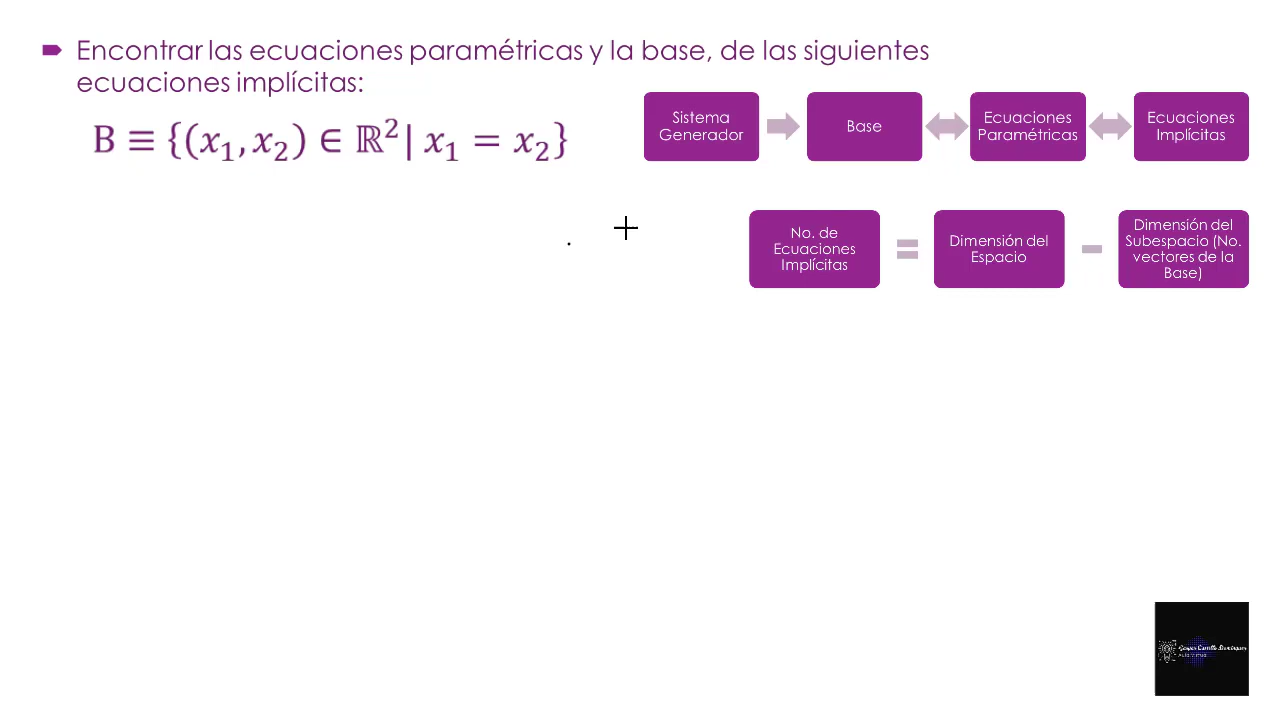 Encontrar las ecuaciones paramétricas y la base, de las siguientes
ecuaciones implícitas:
B ≡ {(x₁, x₂) ∈ ℝ² | x₁ = x₂}
Sistema
Generador
Base
Ecuaciones
Paramétricas
Ecuaciones
Implícitas
No. de
Ecuaciones
Implícitas
=
Dimensión del
Espacio
-
Dimensión del
Subespacio (No.
vectores de la
Base)